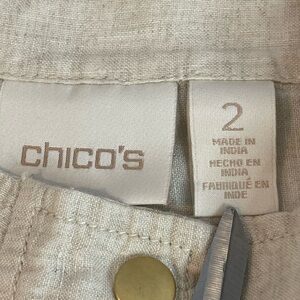 chico's
2
MADE IN
INDIA
HECHO EN
INDIA
FABRIQUÉ EN
INDE